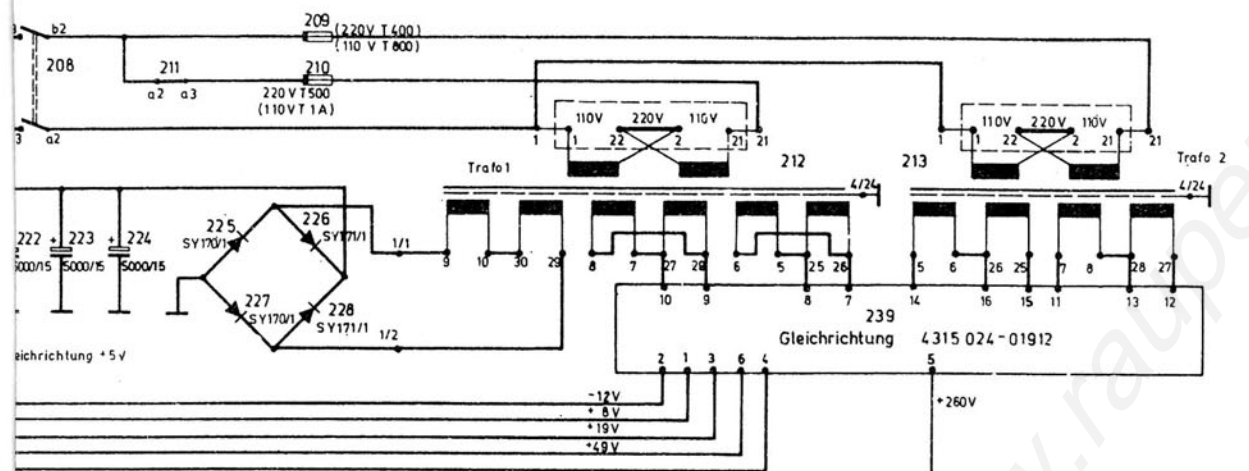 b2
209
(220V T400)
(110 V T800)
208
211
210
a2 a3
220V T500
(110V T 1A)
3 a2
1
110V 220V 110V
1 22 2 21 21
1
110V 220V 110V
1 22 2 21 21
212 213
Trafo 1
4/24
Trafo 2
4/24
222 223 224
+ +
5000/15 5000/15
225
SY170/1
226
SY171/1
227
SY170/1
228
SY171/1
1/1
1/2
9 10 30 29 8 7 27 28 6 5 25 26 5 6 26 25 7 8 28 27
10 9 8 7 14 16 15 11 13 12
239
Gleichrichtung 4315 024-01912
2 1 3 6 4 5
eichrichtung +5V
-12V
+8V
+19V
+49V
+260V